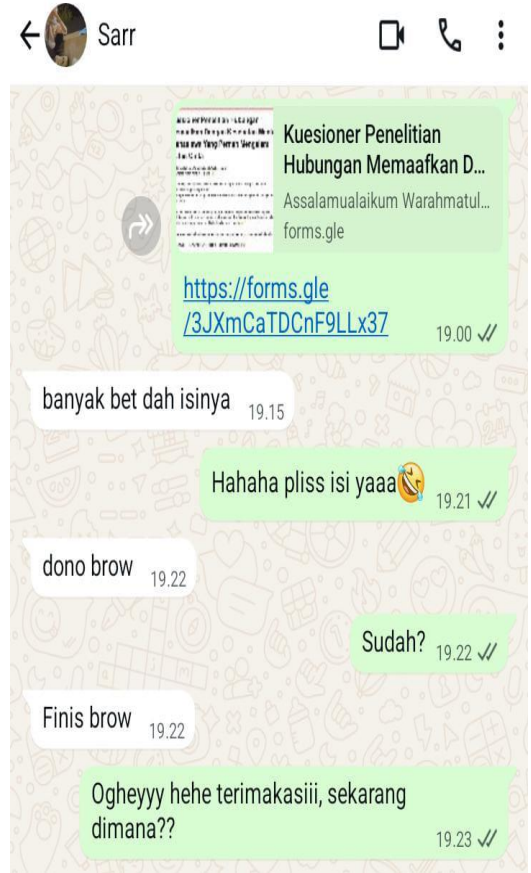 Sarr
Kuesioner Penelitian
Hubungan Memaafkan D...
Assalamualaikum Warahmatul...
forms.gle
https://forms.gle
/3JXmCaTDCnF9LLx37
19.00
banyak bet dah isinya
19.15
Hahaha pliss isi yaaa🤣
19.21
dono brow
19.22
Sudah?
19.22
Finis brow
19.22
Ogheyyy hehe terimakasiii, sekarang
dimana??
19.23